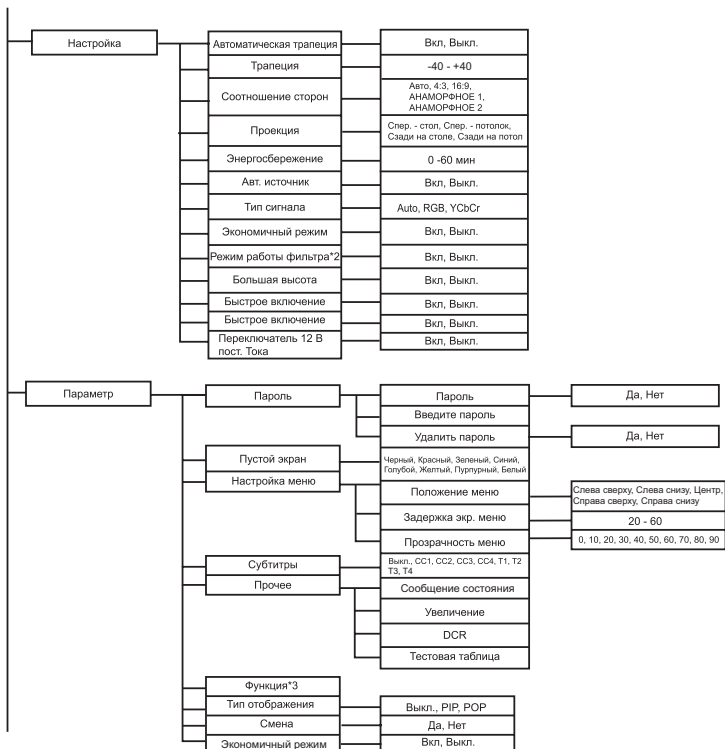 Настройка
Автоматическая трапеция
Вкл, Выкл.
Трапеция
-40 - +40
Соотношение сторон
Авто, 4:3, 16:9,
АНАМОРФНОЕ 1,
АНАМОРФНОЕ 2
Проекция
Спер. - стол, Спер. - потолок,
Сзади на столе, Сзади на потол
Энергосбережение
0 -60 мин
Авт. источник
Вкл, Выкл.
Тип сигнала
Auto, RGB, YCbCr
Экономичный режим
Вкл, Выкл.
Режим работы фильтра*2
Вкл, Выкл.
Большая высота
Вкл, Выкл.
Быстрое включение
Вкл, Выкл.
Быстрое включение
Вкл, Выкл.
Переключатель 12 В
пост. Тока
Вкл, Выкл.
Параметр
Пароль
Пароль
Да, Нет
Введите пароль
Удалить пароль
Да, Нет
Пустой экран
Черный, Красный, Зеленый, Синий,
Голубой, Желтый, Пурпурный, Белый
Настройка меню
Положение меню
Слева сверху, Слева снизу, Центр,
Справа сверху, Справа снизу
Задержка экр. меню
20 - 60
Прозрачность меню
0, 10, 20, 30, 40, 50, 60, 70, 80, 90
Субтитры
Выкл., CC1, CC2, CC3, CC4, T1, T2
T3, T4
Прочее
Сообщение состояния
Увеличение
DCR
Тестовая таблица
Функция*3
Тип отображения
Выкл., PIP, POP
Смена
Да, Нет
Экономичный режим
Вкл, Выкл.